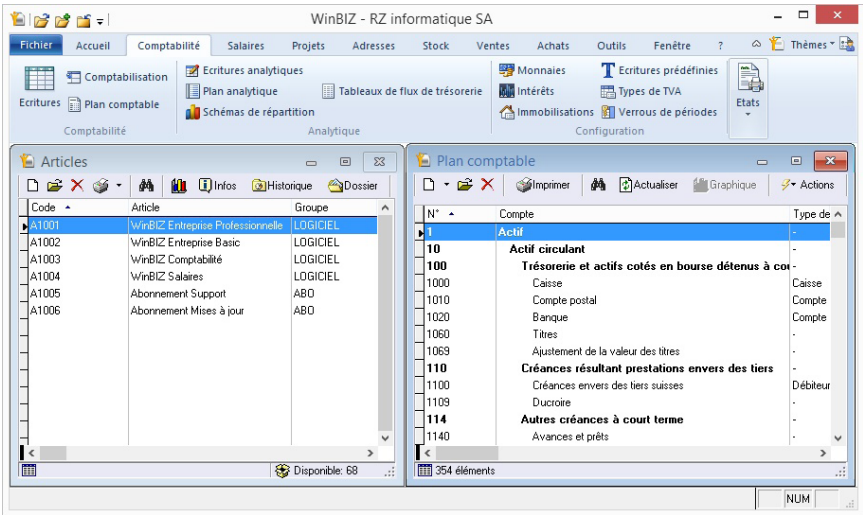 WinBIZ - RZ informatique SA
Fichier Accueil Comptabilité Salaires Projets Adresses Stock Ventes Achats Outils Fenêtre ? Thèmes
Ecritures Comptabilisation Plan comptable
Comptabilité
Ecritures analytiques
Plan analytique Tableaux de flux de trésorerie
Schémas de répartition
Analytique
Monnaies Ecritures prédéfinies
Intérêts Types de TVA
Immobilisations Verrous de périodes
Configuration
Etats
Articles
Infos Historique Dossier
Code Article Groupe
A1001 WinBIZ Entreprise Professionnelle LOGICIEL
A1002 WinBIZ Entreprise Basic LOGICIEL
A1003 WinBIZ Comptabilité LOGICIEL
A1004 WinBIZ Salaires LOGICIEL
A1005 Abonnement Support ABO
A1006 Abonnement Mises à jour ABO
Disponible: 68
Plan comptable
Imprimer Actualiser Graphique Actions
N° Compte Type de
1 Actif -
10 Actif circulant -
100 Trésorerie et actifs cotés en bourse détenus à cou -
1000 Caisse Caisse
1010 Compte postal Compte
1020 Banque Compte
1060 Titres -
1069 Ajustement de la valeur des titres -
110 Créances résultant prestations envers des tiers -
1100 Créances envers des tiers suisses Débiteur
1109 Ducroire -
114 Autres créances à court terme -
1140 Avances et prêts -
354 éléments
NUM